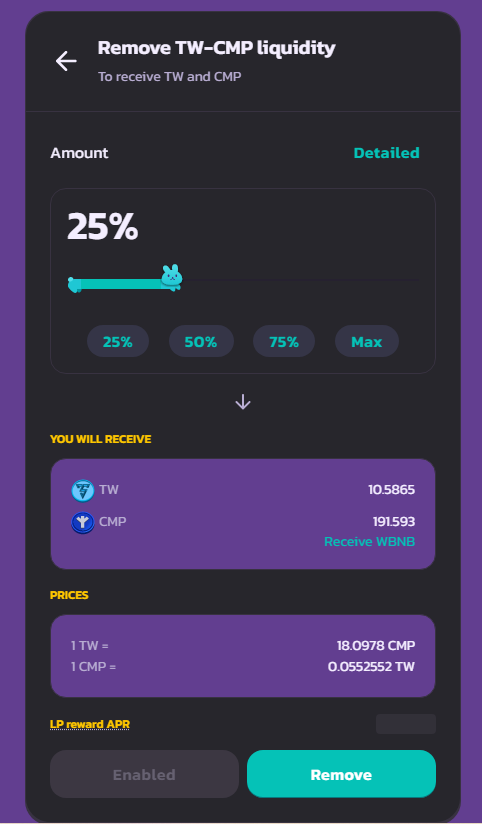 Remove TW-CMP liquidity
To receive TW and CMP
Amount
Detailed
25%
25% 50% 75% Max
YOU WILL RECEIVE
TW 10.5865
CMP 191.593
Receive WBNB
PRICES
1 TW = 18.0978 CMP
1 CMP = 0.0552552 TW
LP reward APR
Enabled
Remove